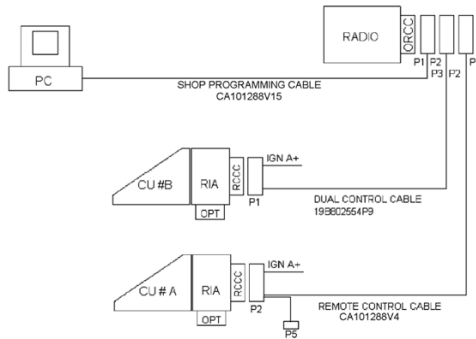 RADIO
ORCC
P1 P2 P2 P
P3
PC
SHOP PROGRAMMING CABLE
CA101288V15
IGN A+
CU #B
RIA
RCCC
OPT
P1
DUAL CONTROL CABLE
19B802554P9
IGN A+
CU # A
RIA
RCCC
OPT
P2
P5
REMOTE CONTROL CABLE
CA101288V4